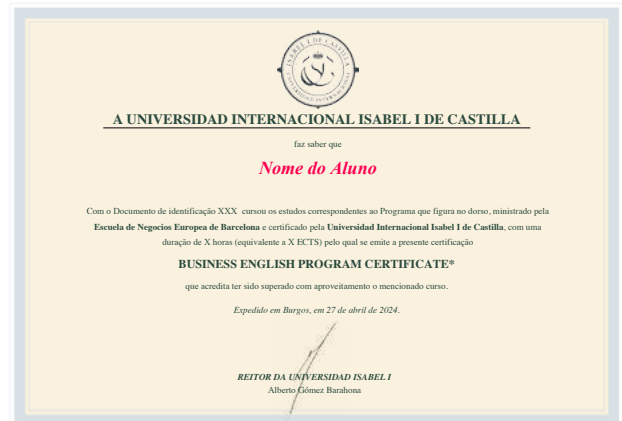 A UNIVERSIDAD INTERNACIONAL ISABEL I DE CASTILLA
faz saber que
Nome do Aluno
Com o Documento de identificação XXX cursou os estudos correspondentes ao Programa que figura no dorso, ministrado pela
Escuela de Negocios Europea de Barcelona e certificado pela Universidad Internacional Isabel I de Castilla, com uma
duração de X horas (equivalente a X ECTS) pelo qual se emite a presente certificação
BUSINESS ENGLISH PROGRAM CERTIFICATE*
que acredita ter sido superado com aproveitamento o mencionado curso.
Expedido em Burgos, em 27 de abril de 2024.
REITOR DA UNIVERSIDAD ISABEL I
Alberto Gómez Barahona